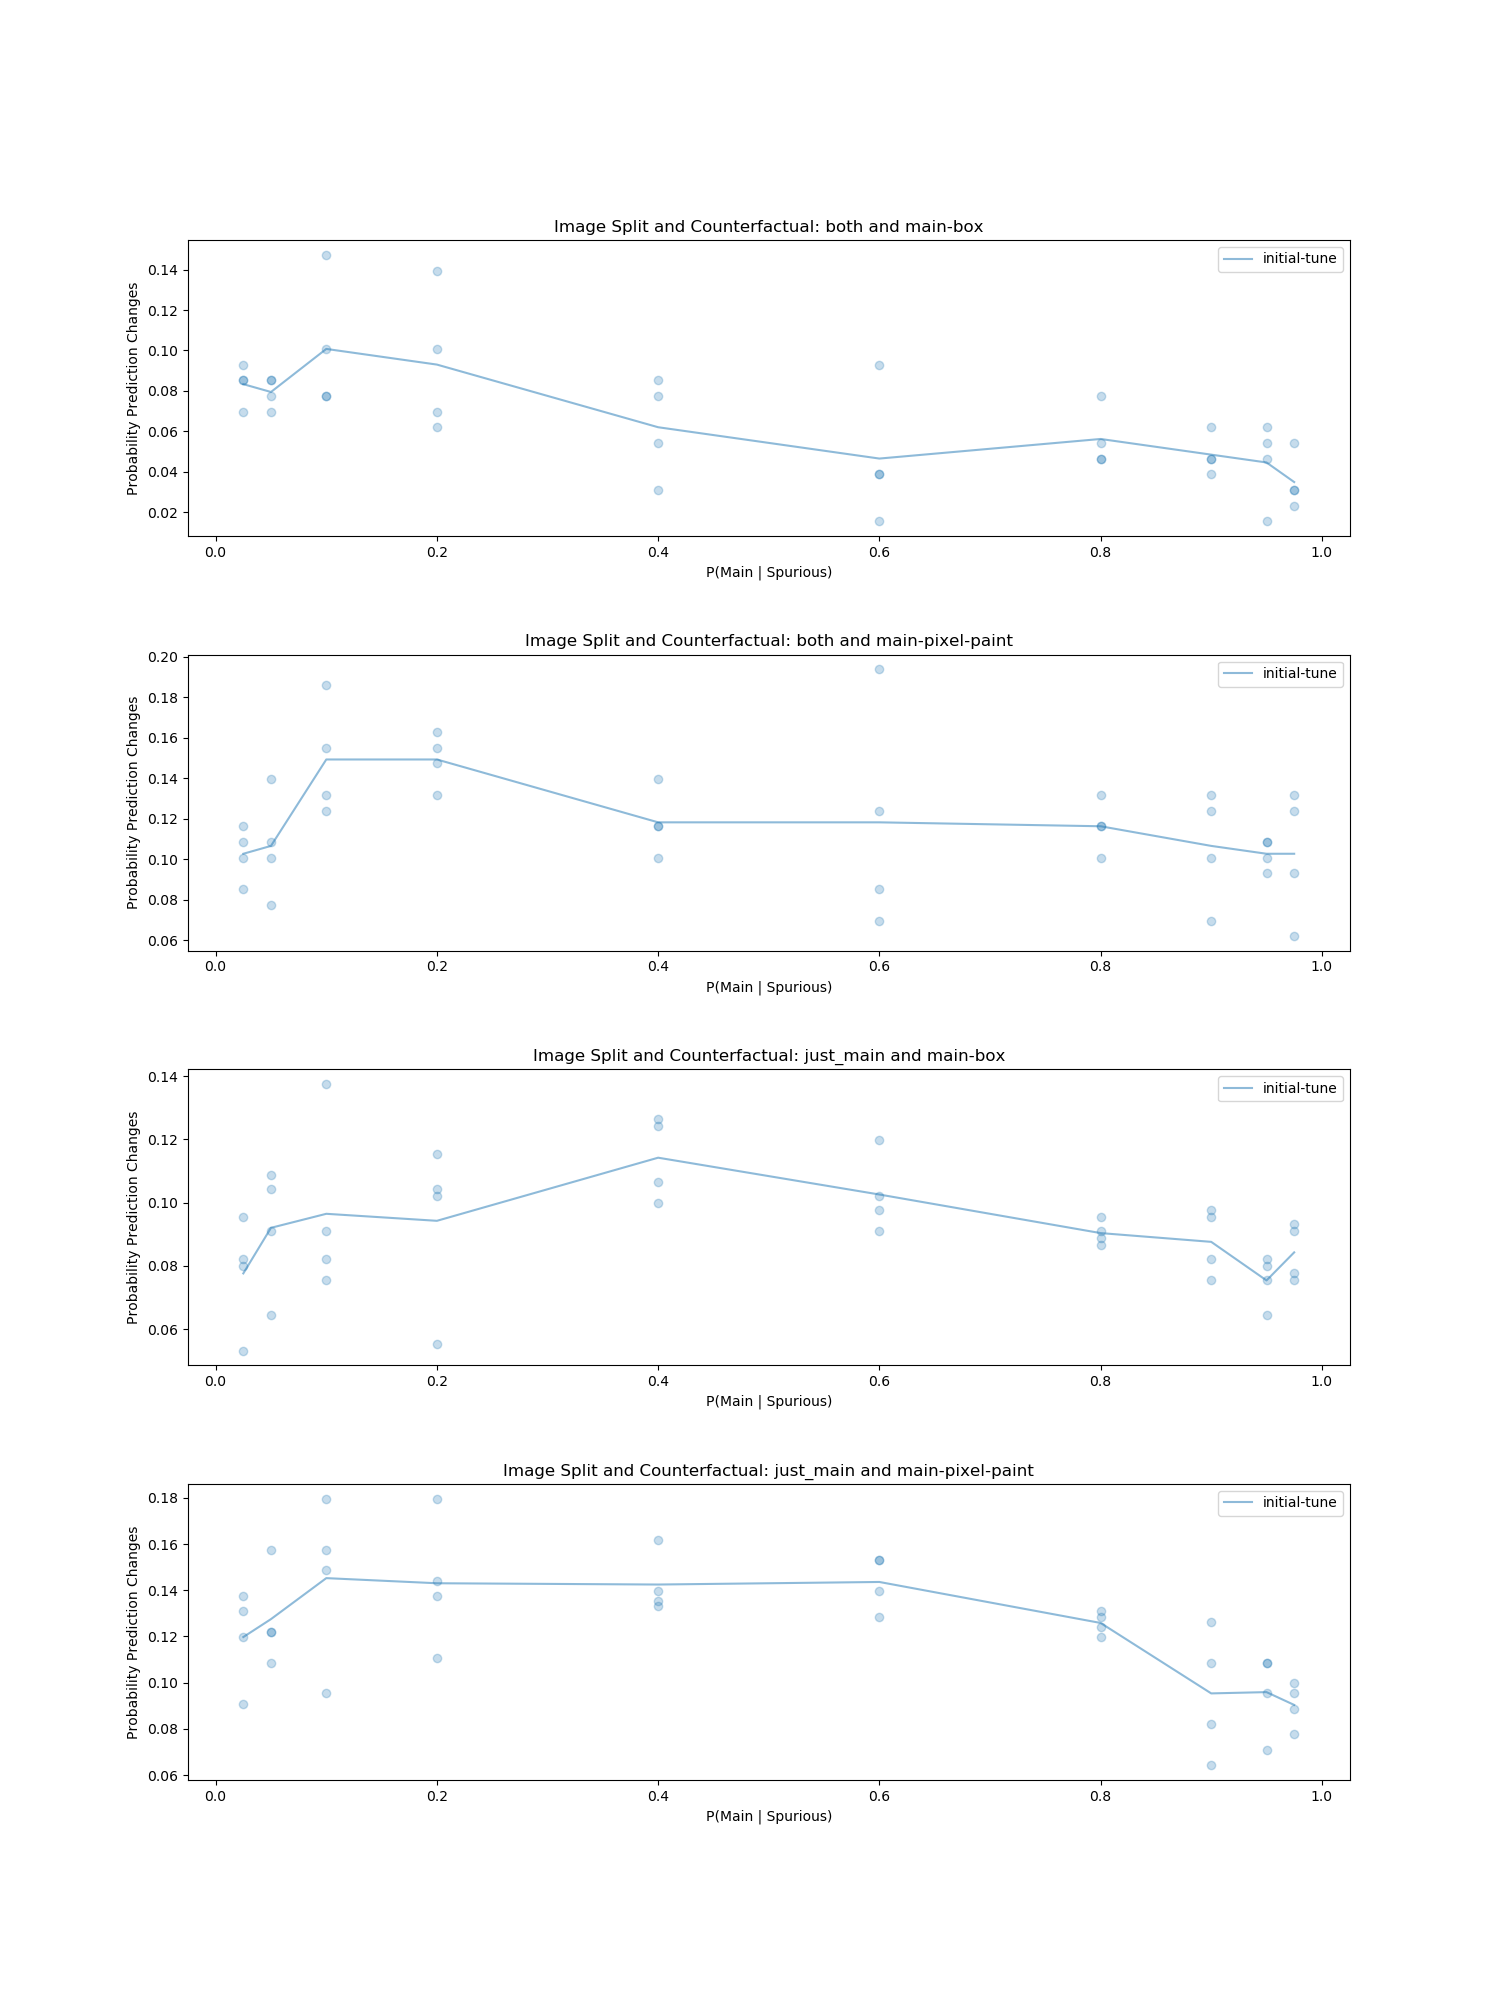 Image Split and Counterfactual: both and main-box
initial-tune
Probability Prediction Changes
0.14
0.12
0.10
0.08
0.06
0.04
0.02
0.0 0.2 0.4 0.6 0.8 1.0
P(Main | Spurious)
Image Split and Counterfactual: both and main-pixel-paint
initial-tune
Probability Prediction Changes
0.20
0.18
0.16
0.14
0.12
0.10
0.08
0.06
0.0 0.2 0.4 0.6 0.8 1.0
P(Main | Spurious)
Image Split and Counterfactual: just_main and main-box
initial-tune
Probability Prediction Changes
0.14
0.12
0.10
0.08
0.06
0.0 0.2 0.4 0.6 0.8 1.0
P(Main | Spurious)
Image Split and Counterfactual: just_main and main-pixel-paint
initial-tune
Probability Prediction Changes
0.18
0.16
0.14
0.12
0.10
0.08
0.06
0.0 0.2 0.4 0.6 0.8 1.0
P(Main | Spurious)